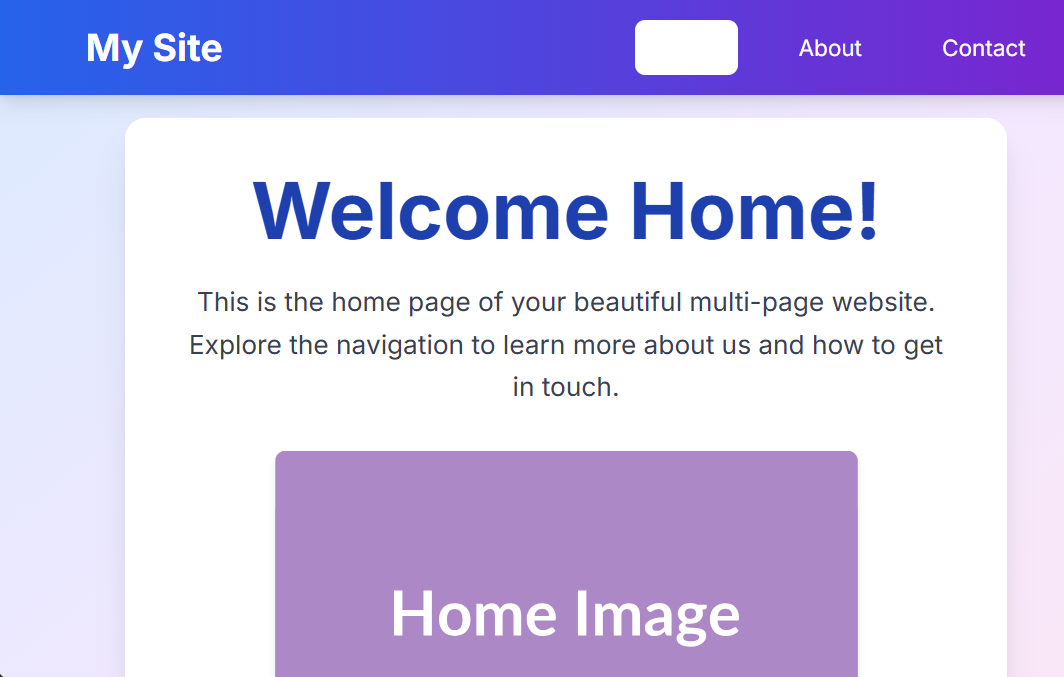 My Site
About
Contact
Welcome Home!
This is the home page of your beautiful multi-page website.
Explore the navigation to learn more about us and how to get
in touch.
Home Image